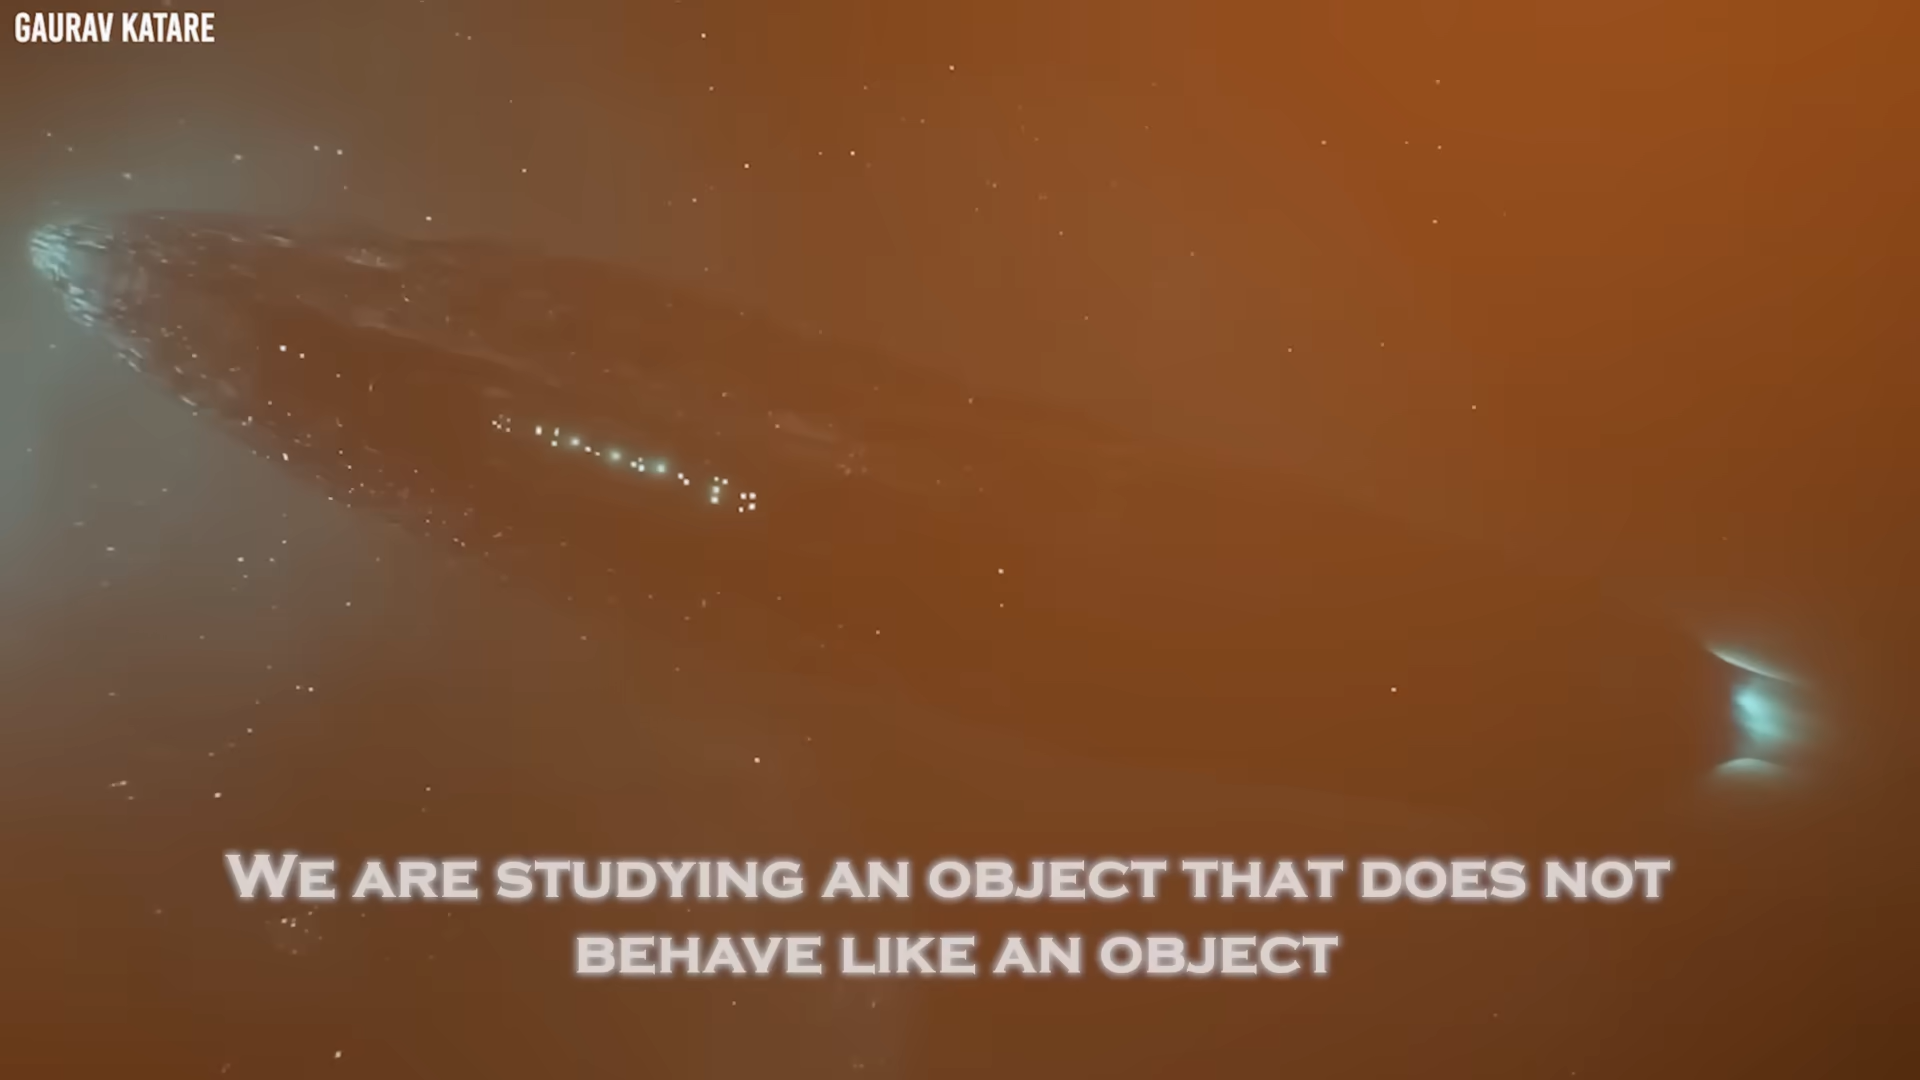 GAURAV KATARE
WE ARE STUDYING AN OBJECT THAT DOES NOT
BEHAVE LIKE AN OBJECT